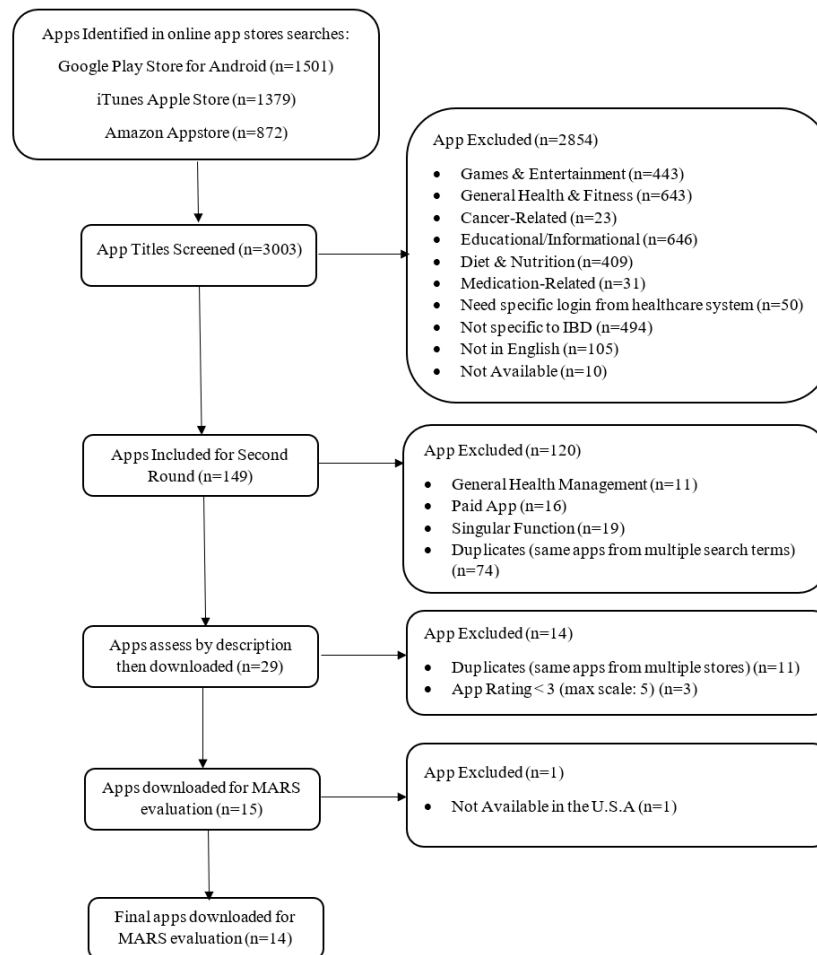 Apps Identified in online app stores searches:
Google Play Store for Android (n=1501)
iTunes Apple Store (n=1379)
Amazon Appstore (n=872)
App Titles Screened (n=3003)
App Excluded (n=2854)
• Games & Entertainment (n=443)
• General Health & Fitness (n=643)
• Cancer-Related (n=23)
• Educational/Informational (n=646)
• Diet & Nutrition (n=409)
• Medication-Related (n=31)
• Need specific login from healthcare system (n=50)
• Not specific to IBD (n=494)
• Not in English (n=105)
• Not Available (n=10)
Apps Included for Second
Round (n=149)
App Excluded (n=120)
• General Health Management (n=11)
• Paid App (n=16)
• Singular Function (n=19)
• Duplicates (same apps from multiple search terms)
(n=74)
Apps assess by description
then downloaded (n=29)
App Excluded (n=14)
• Duplicates (same apps from multiple stores) (n=11)
• App Rating < 3 (max scale: 5) (n=3)
Apps downloaded for MARS
evaluation (n=15)
App Excluded (n=1)
• Not Available in the U.S.A (n=1)
Final apps downloaded for
MARS evaluation (n=14)